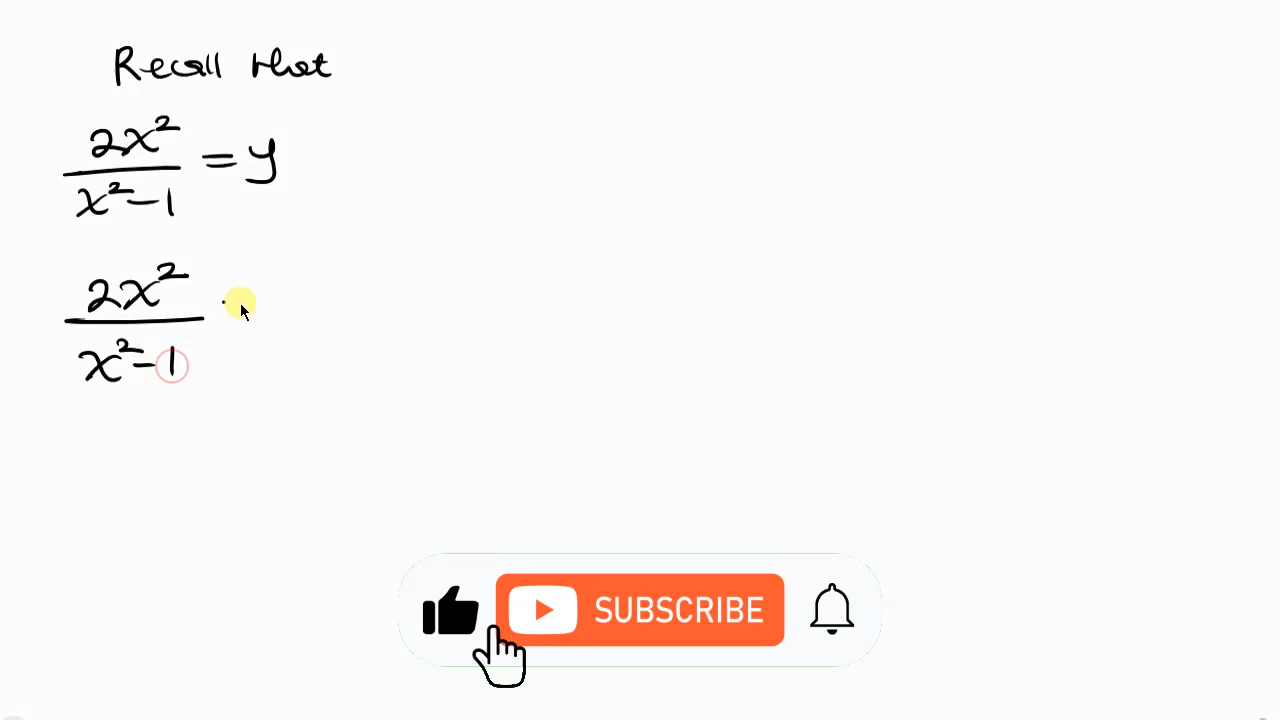 Recall that
2x²
/
x²-1
= y
2x²
/
x²-1
SUBSCRIBE